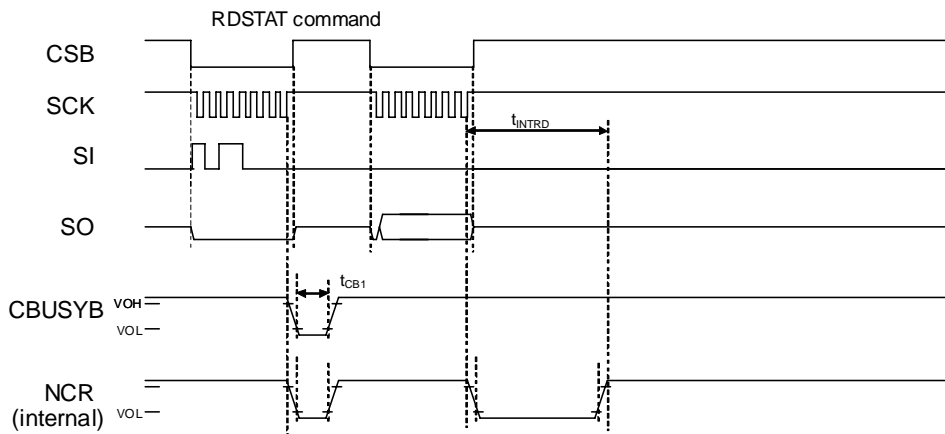 RDSTAT command
CSB
SCK
tINTRD
SI
SO
tCB1
CBUSYB
VOH
VOL
NCR
(internal)
VOL